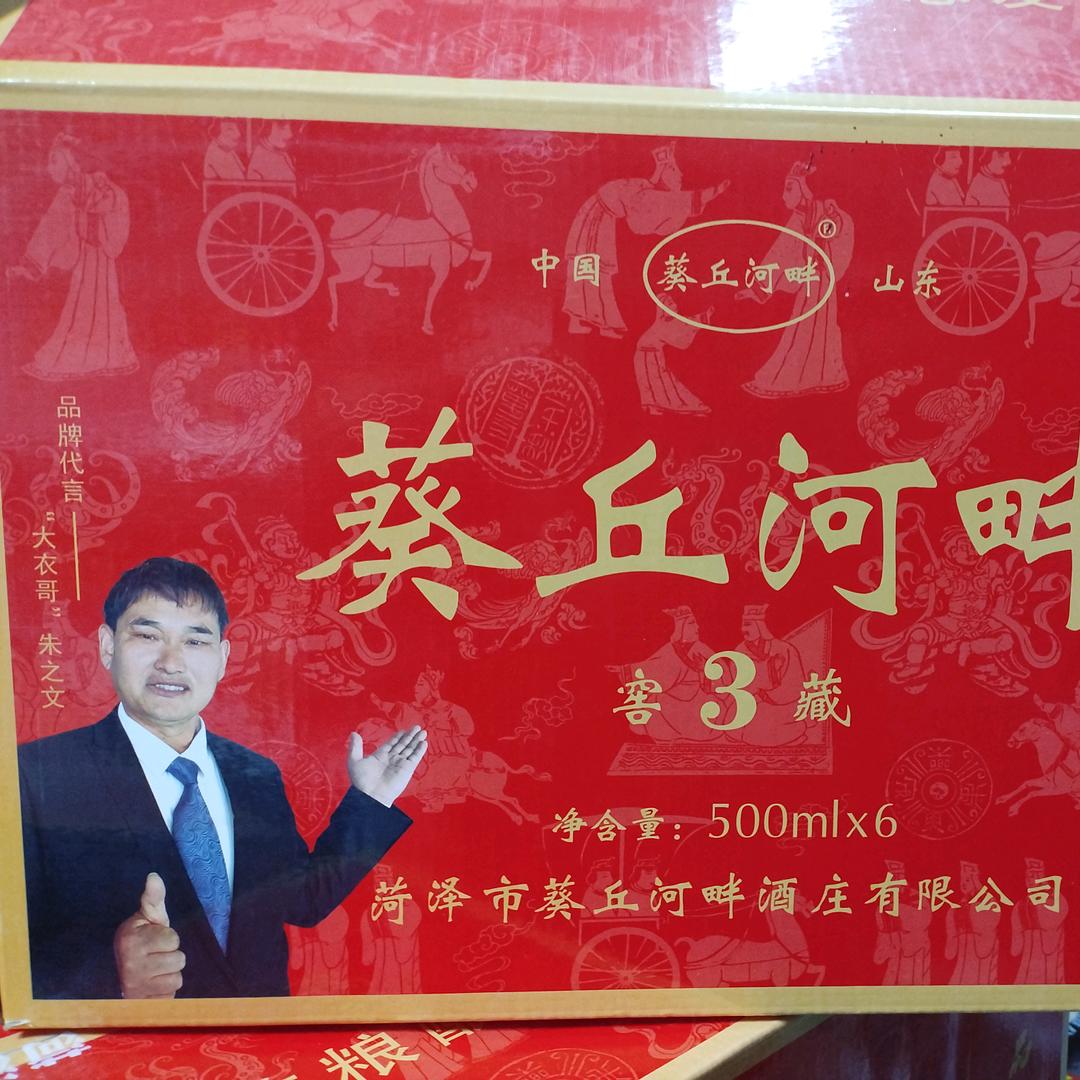 中国 葵丘河畔® 山东
品牌代言
"大衣哥"朱之文
葵丘河畔
窖3藏
净含量：500mlx6
菏泽市葵丘河畔酒庄有限公司
粮